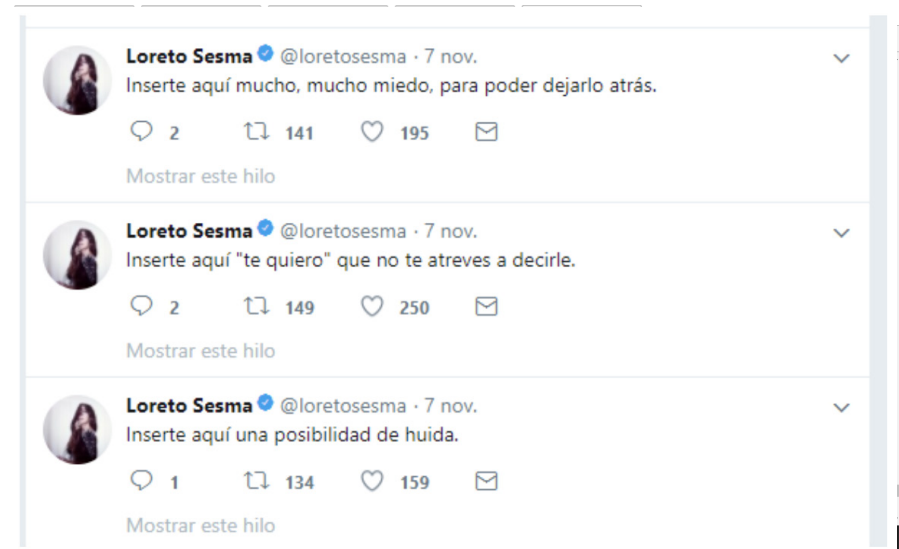 Loreto Sesma @loretosesma · 7 nov.
Inserte aquí mucho, mucho miedo, para poder dejarlo atrás.
2 141 195
Mostrar este hilo
Loreto Sesma @loretosesma · 7 nov.
Inserte aquí "te quiero" que no te atreves a decirle.
2 149 250
Mostrar este hilo
Loreto Sesma @loretosesma · 7 nov.
Inserte aquí una posibilidad de huida.
1 134 159
Mostrar este hilo